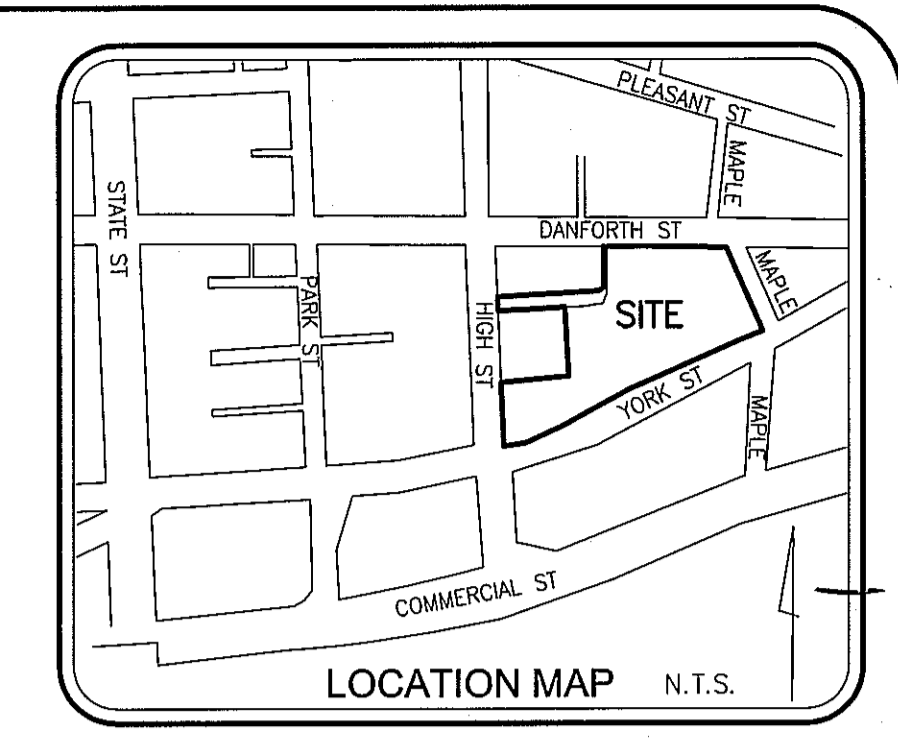 PLEASANT ST
MAPLE
STATE ST
DANFORTH ST
MAPLE
PARK ST
HIGH ST
SITE
YORK ST
MAPLE
COMMERCIAL ST
LOCATION MAP N.T.S.